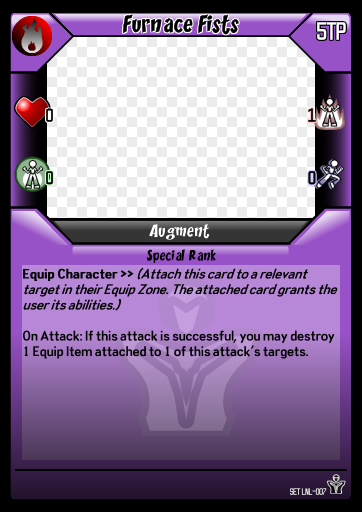 Furnace Fists
5TP
0
1
0
0
Augment
Special Rank
Equip Character >> (Attach this card to a relevant
target in their Equip Zone. The attached card grants the
user its abilities.)
On Attack: If this attack is successful, you may destroy
1 Equip Item attached to 1 of this attack's targets.
SET LNL-007